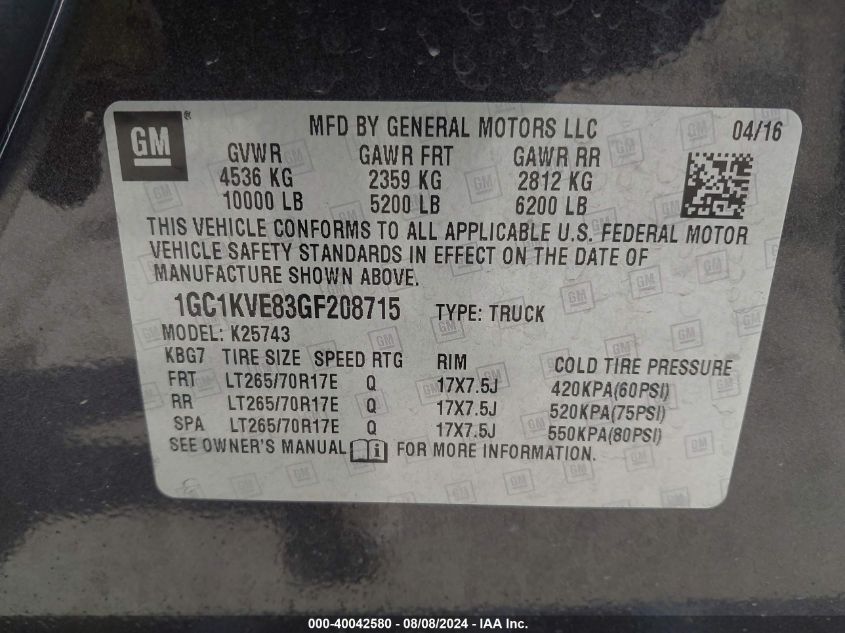 GM ® MFD BY GENERAL MOTORS LLC 04/16
GVWR GAWR FRT GAWR RR
4536 KG 2359 KG 2812 KG
10000 LB 5200 LB 6200 LB
THIS VEHICLE CONFORMS TO ALL APPLICABLE U.S. FEDERAL MOTOR
VEHICLE SAFETY STANDARDS IN EFFECT ON THE DATE OF
MANUFACTURE SHOWN ABOVE.
1GC1KVE83GF208715 TYPE: TRUCK
MODEL: K25743
KBG7 TIRE SIZE SPEED RTG RIM COLD TIRE PRESSURE
FRT LT265/70R17E Q 17X7.5J 420KPA(60PSI)
RR LT265/70R17E Q 17X7.5J 520KPA(75PSI)
SPA LT265/70R17E Q 17X7.5J 550KPA(80PSI)
SEE OWNER'S MANUAL i FOR MORE INFORMATION.
000-40042580 - 08/08/2024 - IAA Inc.